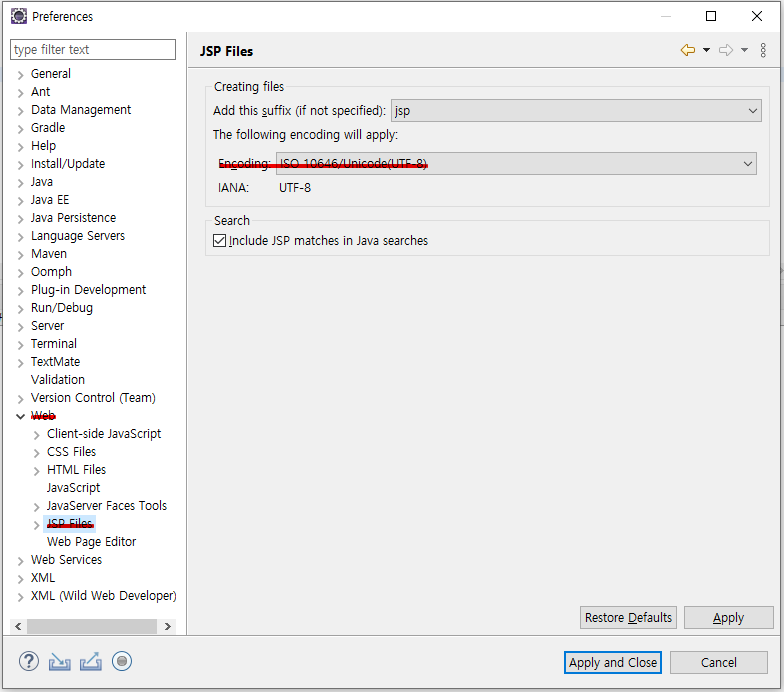 Preferences
type filter text
General
Ant
Data Management
Gradle
Help
Install/Update
Java
Java EE
Java Persistence
Language Servers
Maven
Oomph
Plug-in Development
Run/Debug
Server
Terminal
TextMate
Validation
Version Control (Team)
Web
Client-side JavaScript
CSS Files
HTML Files
JavaScript
JavaServer Faces Tools
JSP Files
Web Page Editor
Web Services
XML
XML (Wild Web Developer)
JSP Files
Creating files
Add this suffix (if not specified): jsp
The following encoding will apply:
Encoding: ISO 10646/Unicode(UTF-8)
IANA: UTF-8
Search
Include JSP matches in Java searches
Restore Defaults Apply
Apply and Close Cancel